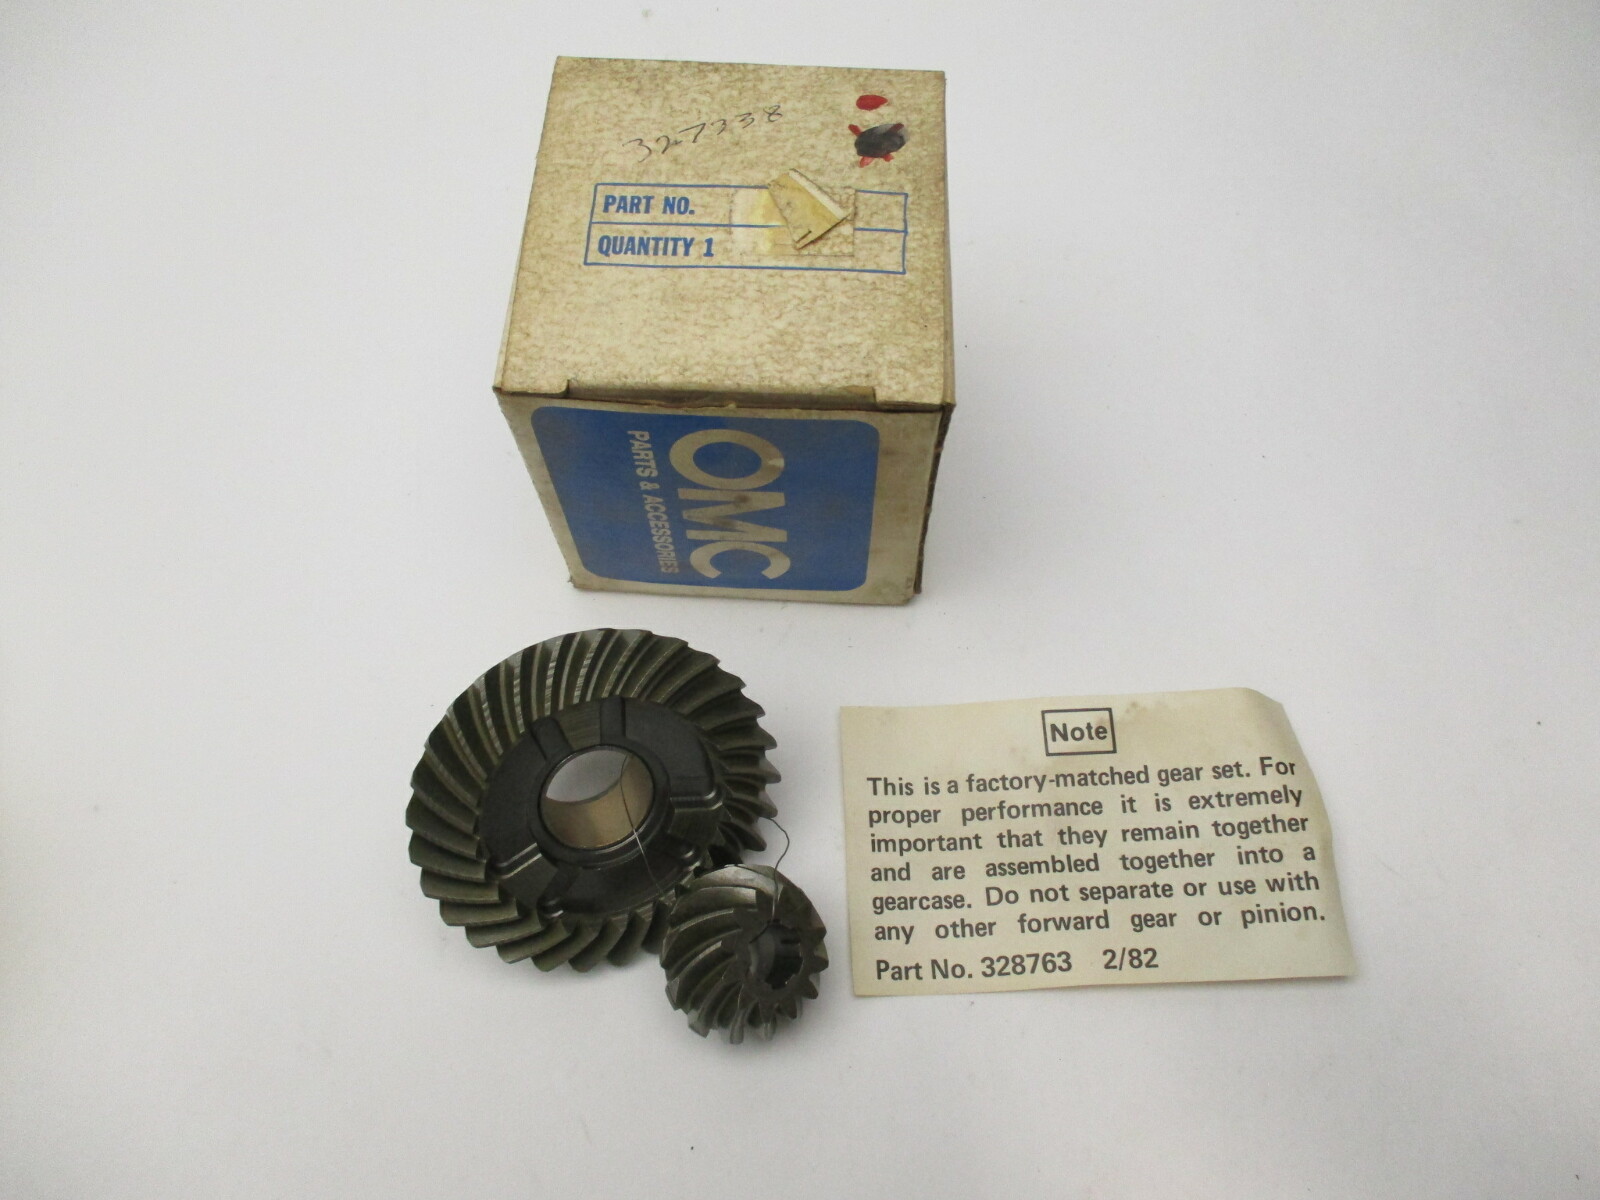 327338
PART NO.
QUANTITY 1
OMC
PARTS & ACCESSORIES
Note
This is a factory-matched gear set. For
proper performance it is extremely
important that they remain together
and are assembled together into a
gearcase. Do not separate or use with
any other forward gear or pinion.
Part No. 328763 2/82